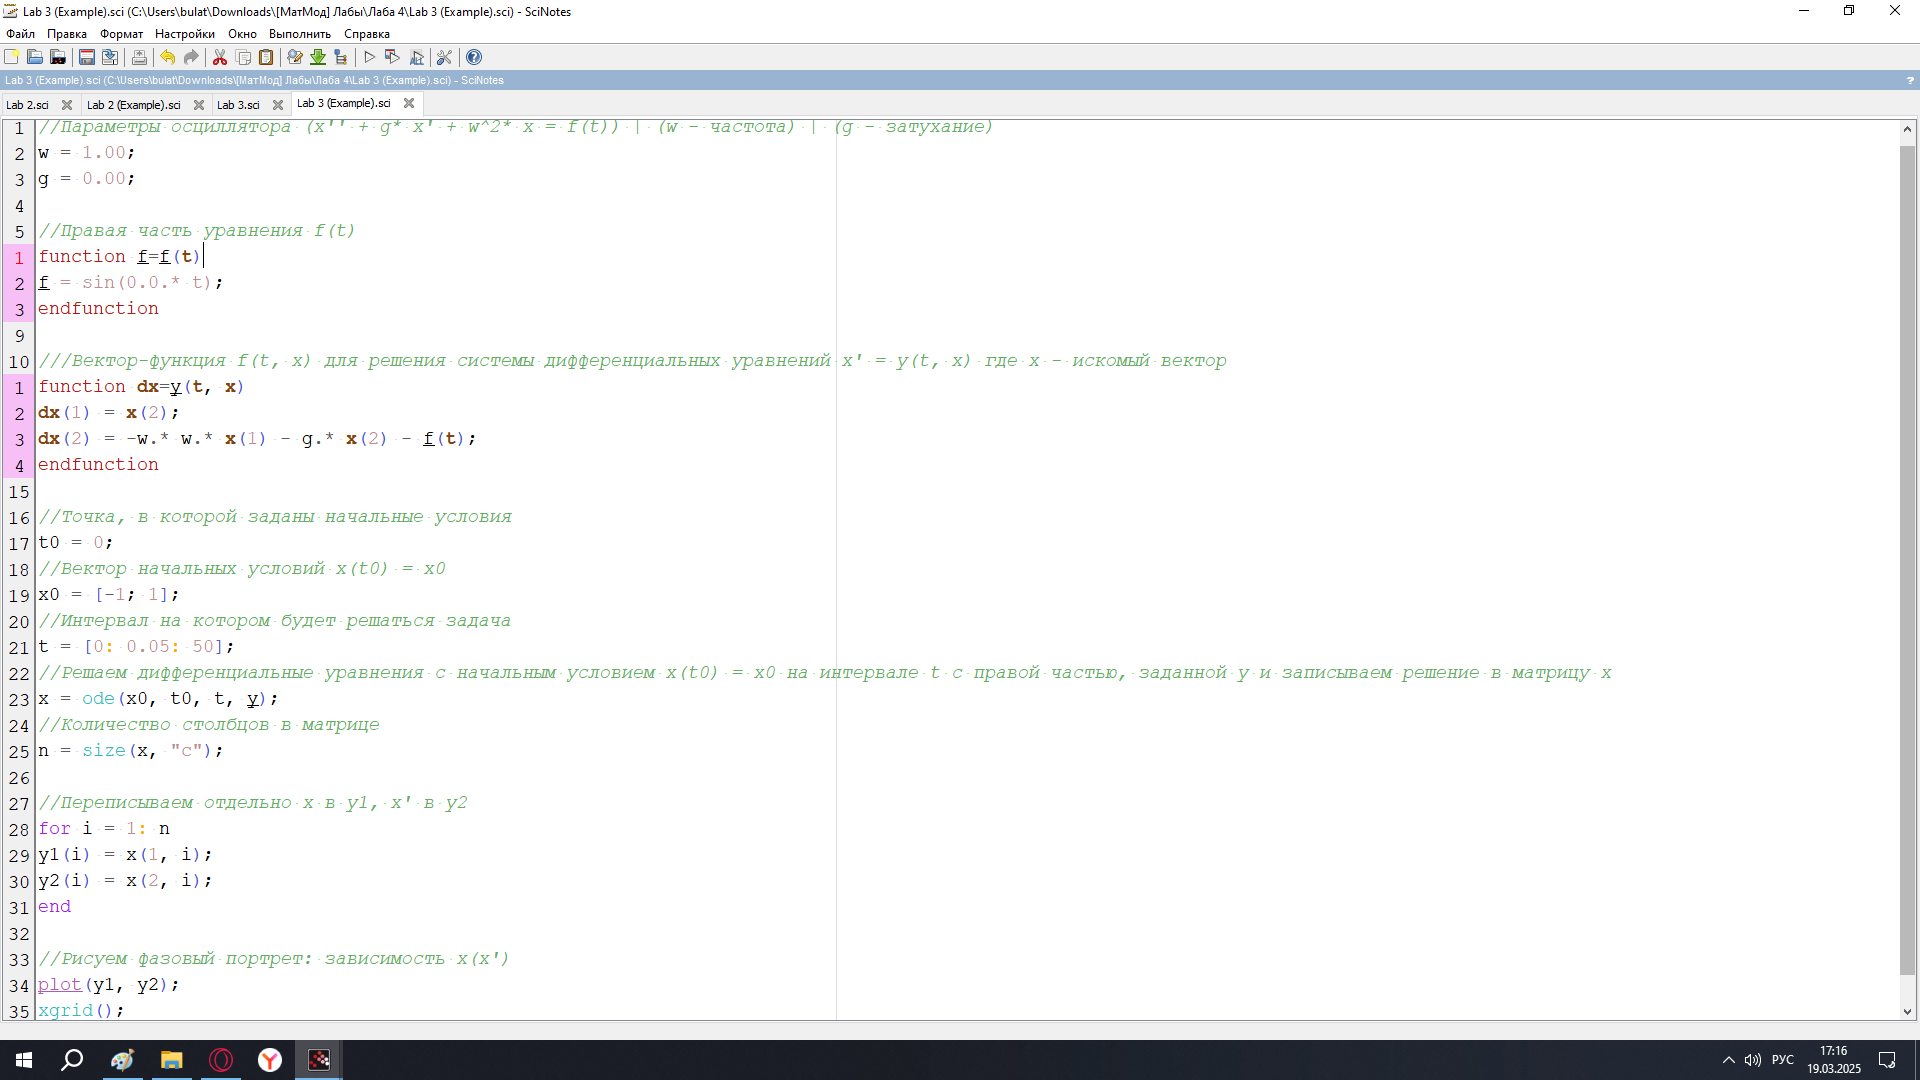 Lab 3 (Example).sci (C:\Users\bulat\Downloads\[МатМод] Лабы\Лаба 4\Lab 3 (Example).sci) - SciNotes
Файл Правка Формат Настройки Окно Выполнить Справка
Lab 3 (Example).sci (C:\Users\bulat\Downloads\[МатМод] Лабы\Лаба 4\Lab 3 (Example).sci) - SciNotes ?
Lab 2.sci Lab 2 (Example).sci Lab 3.sci Lab 3 (Example).sci
1 //Параметры осциллятора (x'' + g* x' + w^2* x = f(t)) | (w - частота) | (g - затухание)
2 w = 1.00;
3 g = 0.00;
4
5 //Правая часть уравнения f(t)
1 function f=f(t)
2 f = sin(0.0.* t);
3 endfunction
9
10 ///Вектор-функция f(t, x) для решения системы дифференциальных уравнений x' = y(t, x) где x - искомый вектор
1 function dx=y(t, x)
2 dx(1) = x(2);
3 dx(2) = -w.* w.* x(1) - g.* x(2) - f(t);
4 endfunction
15
16 //Точка, в которой заданы начальные условия
17 t0 = 0;
18 //Вектор начальных условий x(t0) = x0
19 x0 = [-1; 1];
20 //Интервал на котором будет решаться задача
21 t = [0: 0.05: 50];
22 //Решаем дифференциальные уравнения с начальным условием x(t0) = x0 на интервале t с правой частью, заданной y и записываем решение в матрицу x
23 x = ode(x0, t0, t, y);
24 //Количество столбцов в матрице
25 n = size(x, "c");
26
27 //Переписываем отдельно x в y1, x' в y2
28 for i = 1: n
29 y1(i) = x(1, i);
30 y2(i) = x(2, i);
31 end
32
33 //Рисуем фазовый портрет: зависимость x(x')
34 plot(y1, y2);
35 xgrid();
РУС
17:16
19.03.2025